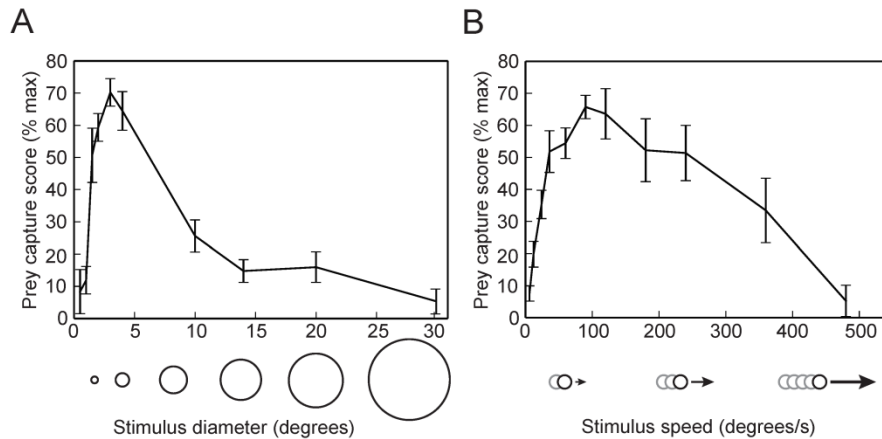 A
Prey capture score (% max)
80
70
60
50
40
30
20
10
0
0 5 10 15 20 25 30
Stimulus diameter (degrees)
B
Prey capture score (% max)
80
70
60
50
40
30
20
10
0
0 100 200 300 400 500
Stimulus speed (degrees/s)